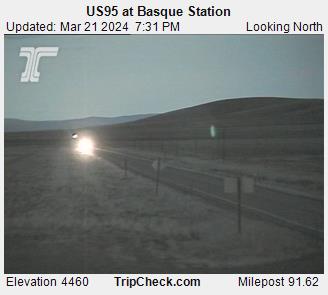 US95 at Basque Station
Updated: Mar 21 2024 7:31 PM Looking North
Elevation 4460 TripCheck.com Milepost 91.62